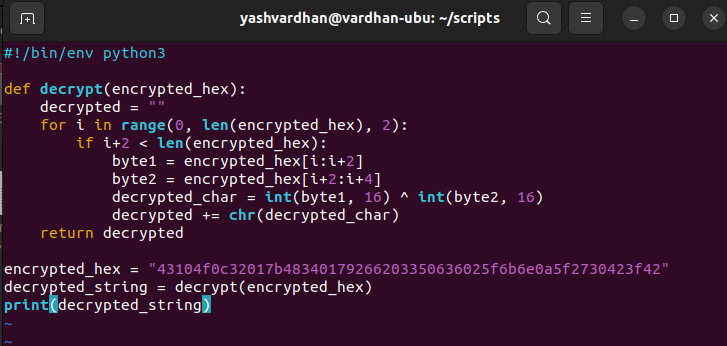 yashvardhan@vardhan-ubu: ~/scripts
#!/bin/env python3

def decrypt(encrypted_hex):
    decrypted = ""
    for i in range(0, len(encrypted_hex), 2):
        if i+2 < len(encrypted_hex):
            byte1 = encrypted_hex[i:i+2]
            byte2 = encrypted_hex[i+2:i+4]
            decrypted_char = int(byte1, 16) ^ int(byte2, 16)
            decrypted += chr(decrypted_char)
    return decrypted

encrypted_hex = "43104f0c32017b48340179266203350636025f6b6e0a5f2730423f42"
decrypted_string = decrypt(encrypted_hex)
print(decrypted_string)
~
~